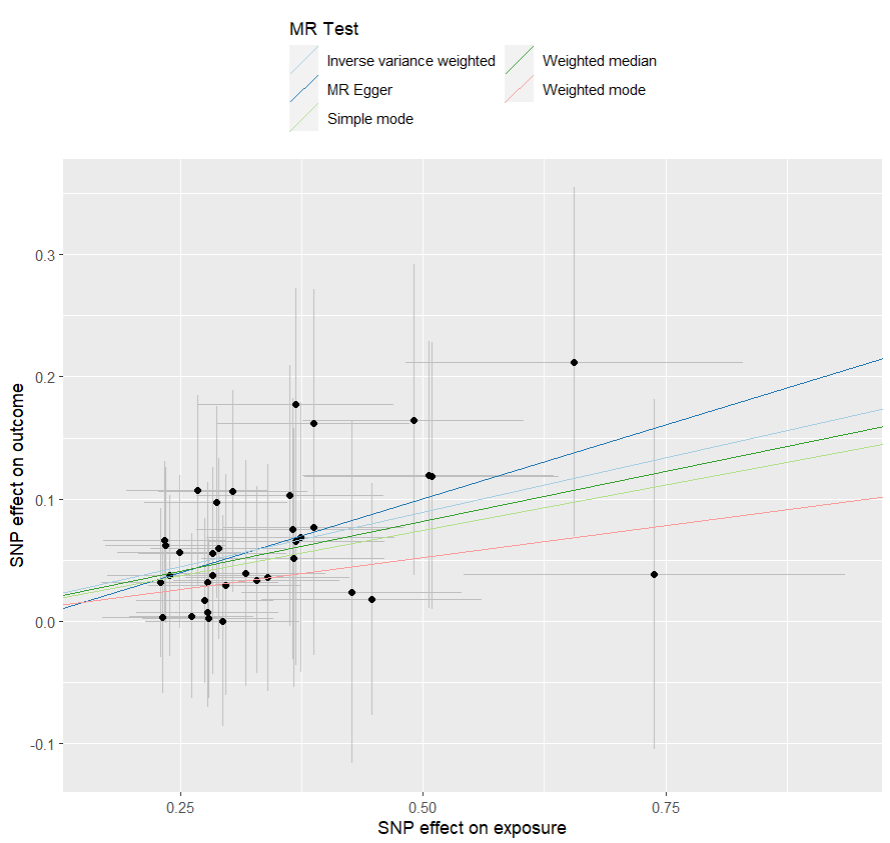 MR Test
Inverse variance weighted
Weighted median
MR Egger
Weighted mode
Simple mode
SNP effect on outcome
0.3
0.2
0.1
0.0
-0.1
0.25
0.50
0.75
SNP effect on exposure